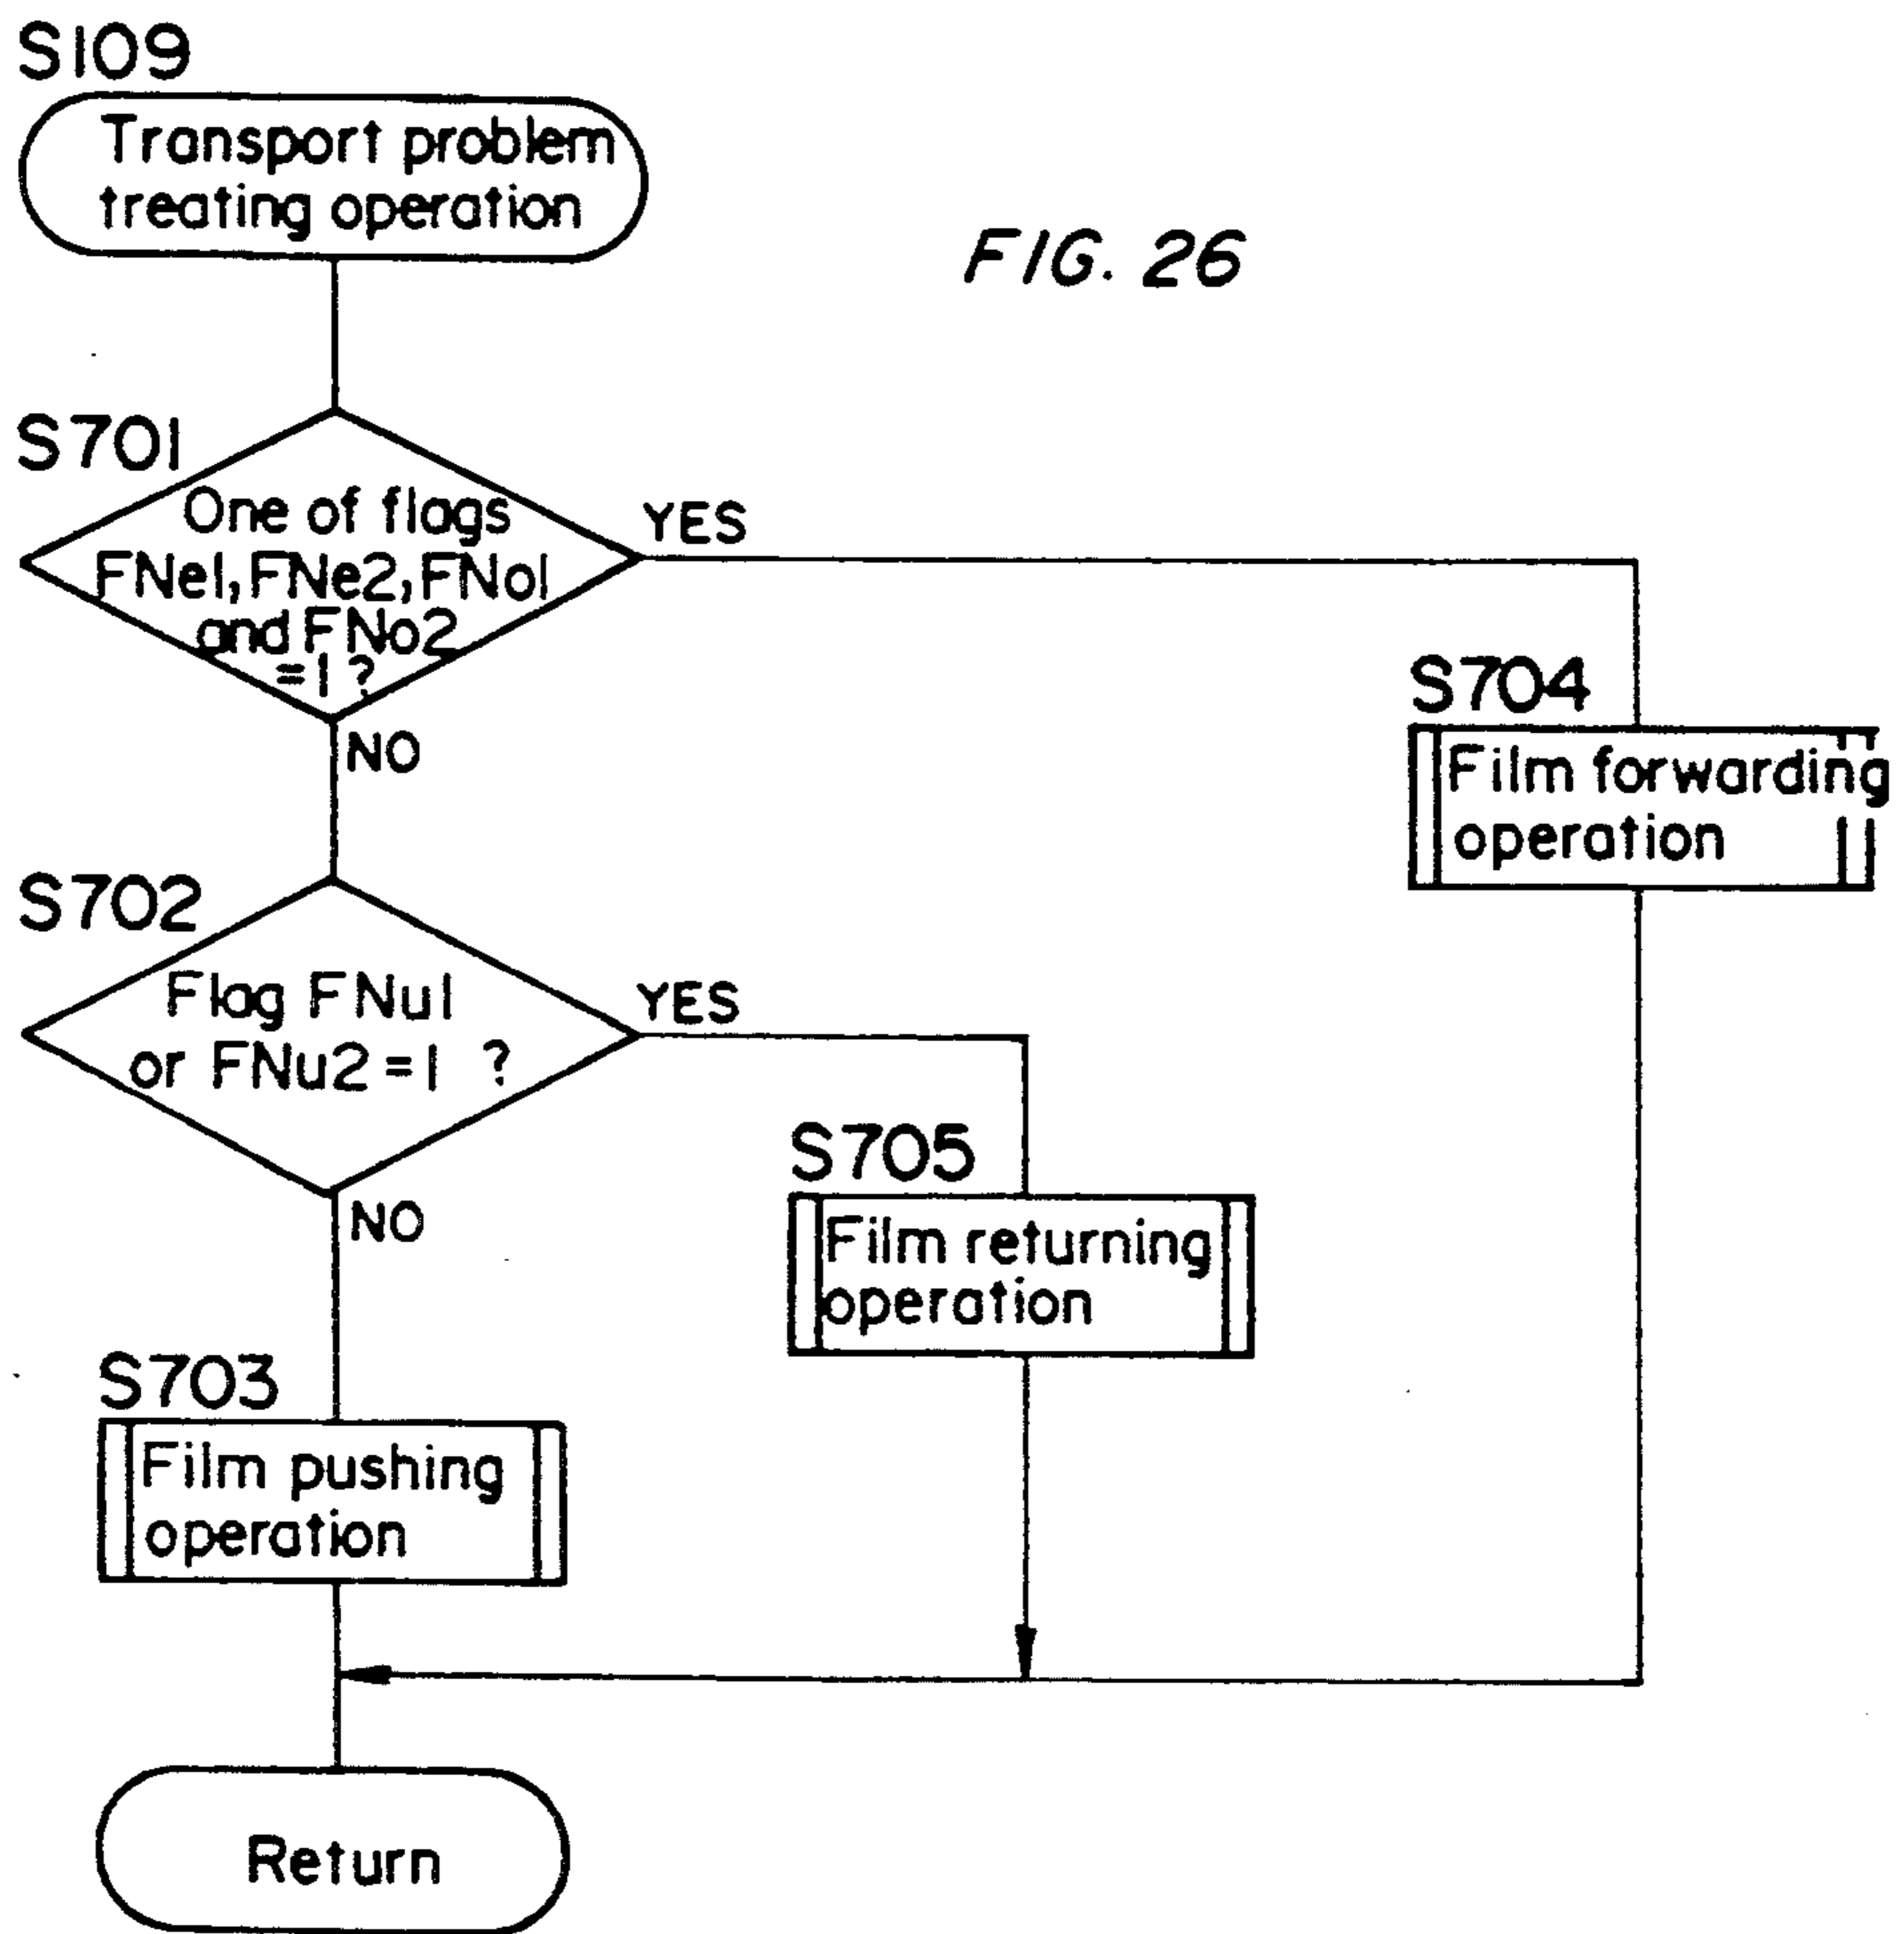 S109
Transport problem
treating operation
FIG. 26
S701
One of flags
FNe1, FNe2, FNo1
and FNo2
=1 ?
YES
NO
S704
Film forwarding
operation
S702
Flag FNu1
or FNu2=1 ?
YES
NO
S705
Film returning
operation
S703
Film pushing
operation
Return